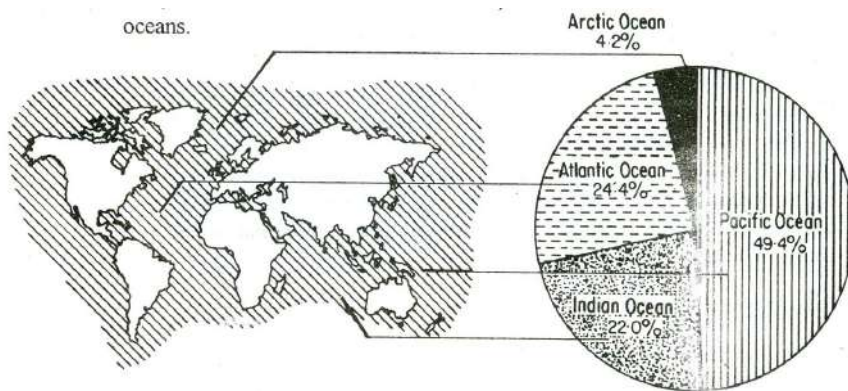 oceans.
Arctic Ocean
4·2%
Atlantic Ocean
24·4%
Pacific Ocean
49·4%
Indian Ocean
22·0%